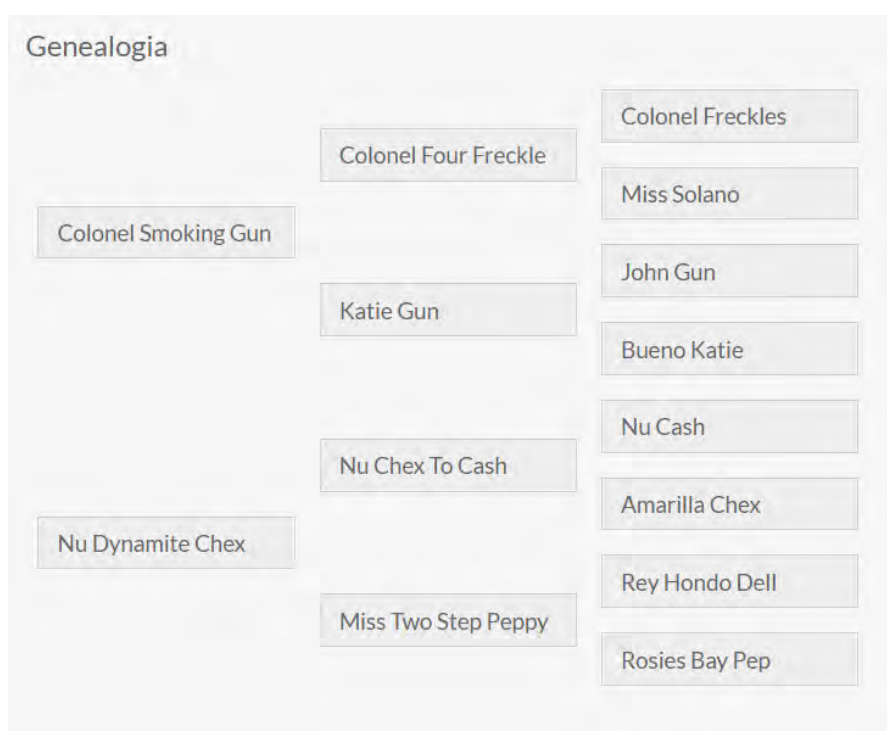 Genealogia
Colonel Freckles
Colonel Four Freckle
Miss Solano
Colonel Smoking Gun
John Gun
Katie Gun
Bueno Katie
Nu Cash
Nu Chex To Cash
Amarilla Chex
Nu Dynamite Chex
Rey Hondo Dell
Miss Two Step Peppy
Rosies Bay Pep